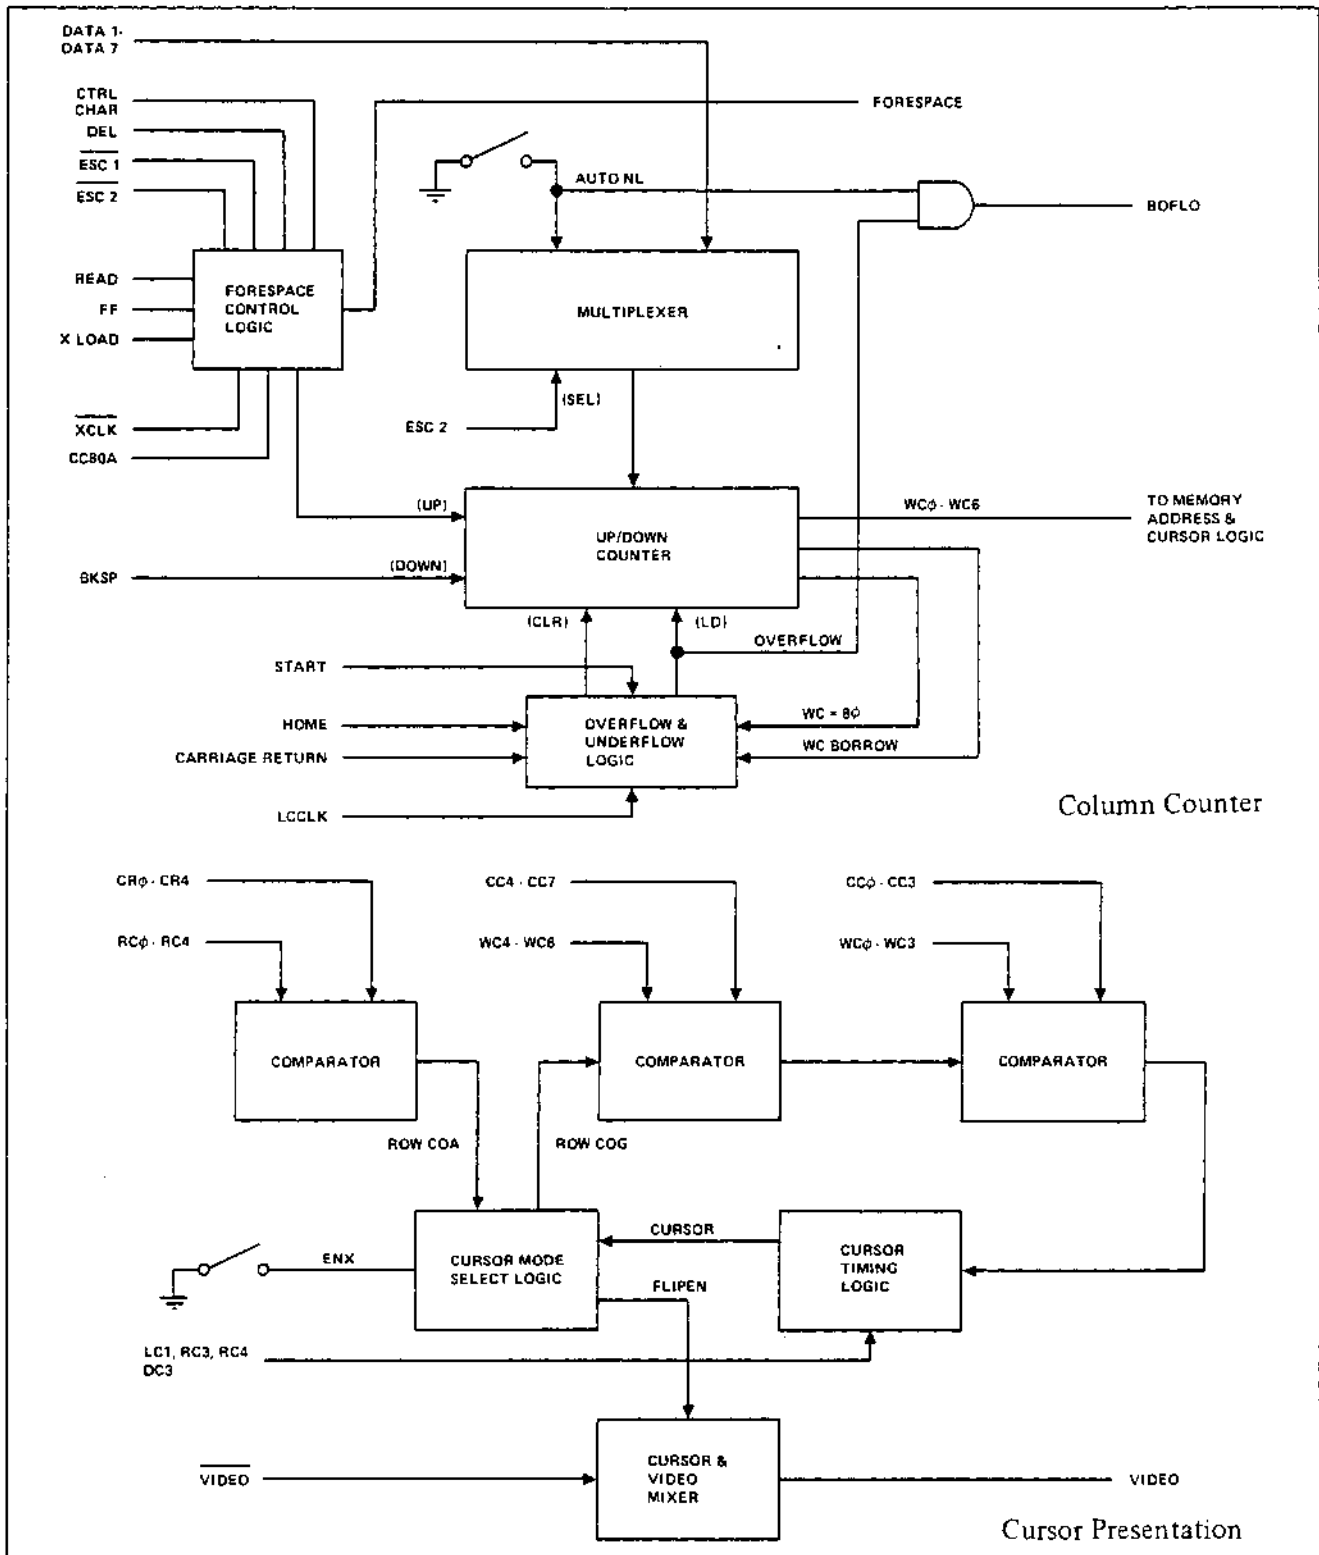 DATA 1-
DATA 7
CTRL
CHAR
DEL
ESC 1
ESC 2
READ
FF
X LOAD
XCLK
CC80A
FORESPACE
CONTROL
LOGIC
FORESPACE
AUTO NL
BOFLO
MULTIPLEXER
(SEL)
ESC 2
(UP)
BKSP
(DOWN)
UP/DOWN
COUNTER
WCϕ - WC6
TO MEMORY
ADDRESS &
CURSOR LOGIC
(CLR)
(LD)
OVERFLOW
START
HOME
CARRIAGE RETURN
LCCLK
OVERFLOW &
UNDERFLOW
LOGIC
WC = 8ϕ
WC BORROW
Column Counter
CRϕ - CR4
RCϕ - RC4
CC4 - CC7
WC4 - WC6
CCϕ - CC3
WCϕ - WC3
COMPARATOR
COMPARATOR
COMPARATOR
ROW COA
ROW COG
ENX
CURSOR MODE
SELECT LOGIC
CURSOR
FLIPEN
CURSOR
TIMING
LOGIC
LC1, RC3, RC4
DC3
VIDEO
CURSOR &
VIDEO
MIXER
VIDEO
Cursor Presentation